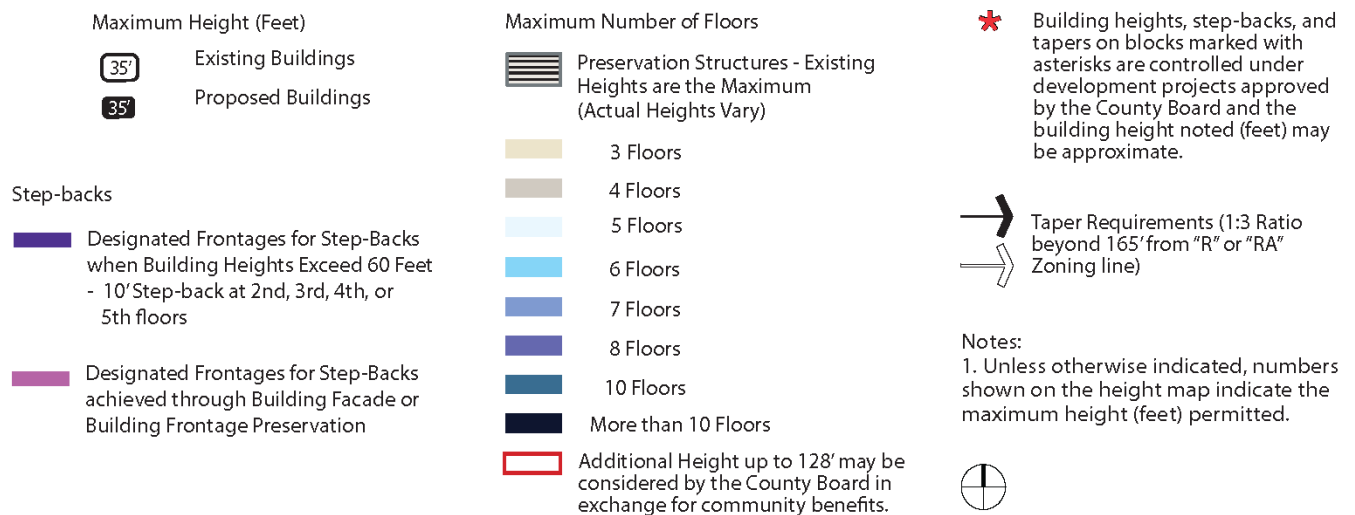 Maximum Height (Feet)
35'
Existing Buildings
35'
Proposed Buildings
Step-backs
Designated Frontages for Step-Backs
when Building Heights Exceed 60 Feet
- 10' Step-back at 2nd, 3rd, 4th, or
5th floors
Designated Frontages for Step-Backs
achieved through Building Facade or
Building Frontage Preservation
Maximum Number of Floors
Preservation Structures - Existing
Heights are the Maximum
(Actual Heights Vary)
3 Floors
4 Floors
5 Floors
6 Floors
7 Floors
8 Floors
10 Floors
More than 10 Floors
Additional Height up to 128' may be
considered by the County Board in
exchange for community benefits.
* Building heights, step-backs, and
tapers on blocks marked with
asterisks are controlled under
development projects approved
by the County Board and the
building height noted (feet) may
be approximate.
Taper Requirements (1:3 Ratio
beyond 165' from "R" or "RA"
Zoning line)
Notes:
1. Unless otherwise indicated, numbers
shown on the height map indicate the
maximum height (feet) permitted.